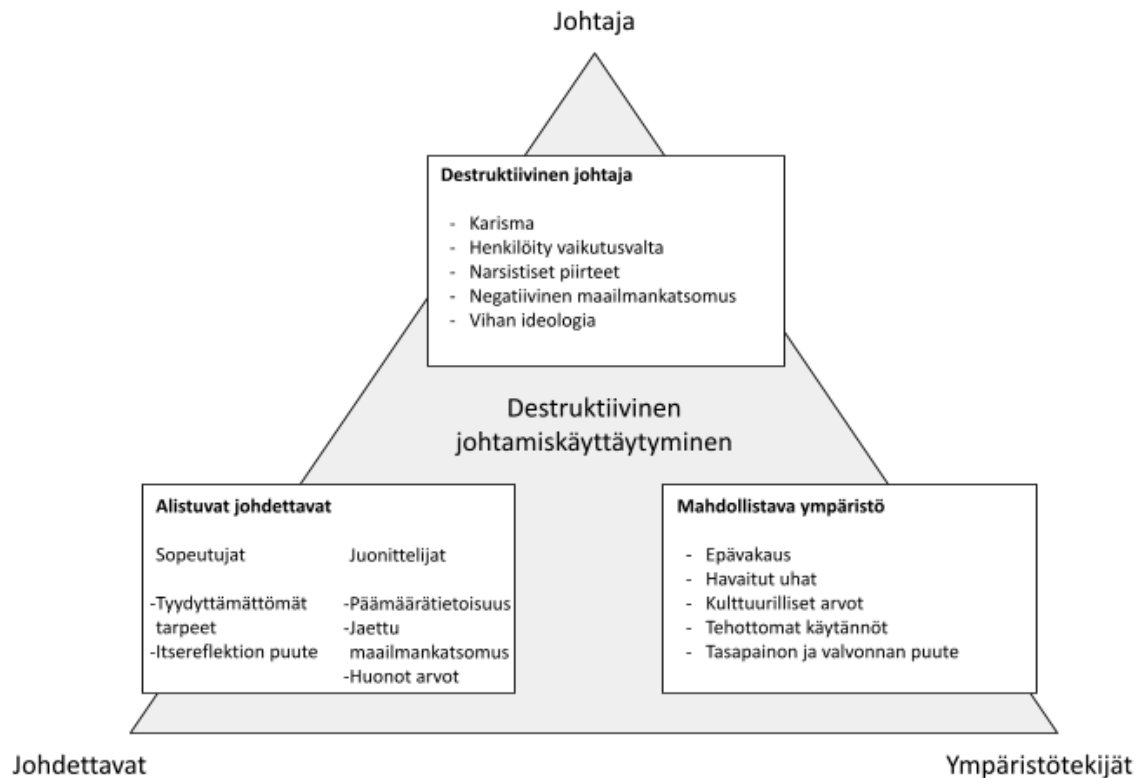 Johtaja
Destruktiivinen johtaja
- Karisma
- Henkilöity vaikutusvalta
- Narsistiset piirteet
- Negatiivinen maailmankatsomus
- Vihan ideologia
Destruktiivinen
johtamiskäyttäytyminen
Alistuvat johdettavat
Sopeutujat
-Tyydyttämättömät
tarpeet
-Itsereflektion puute
Juonittelijat
-Päämäärätietoisuus
-Jaettu
maailmankatsomus
-Huonot arvot
Mahdollistava ympäristö
- Epävakaus
- Havaitut uhat
- Kulttuurilliset arvot
- Tehottomat käytännöt
- Tasapainon ja valvonnan puute
Johdettavat
Ympäristötekijät